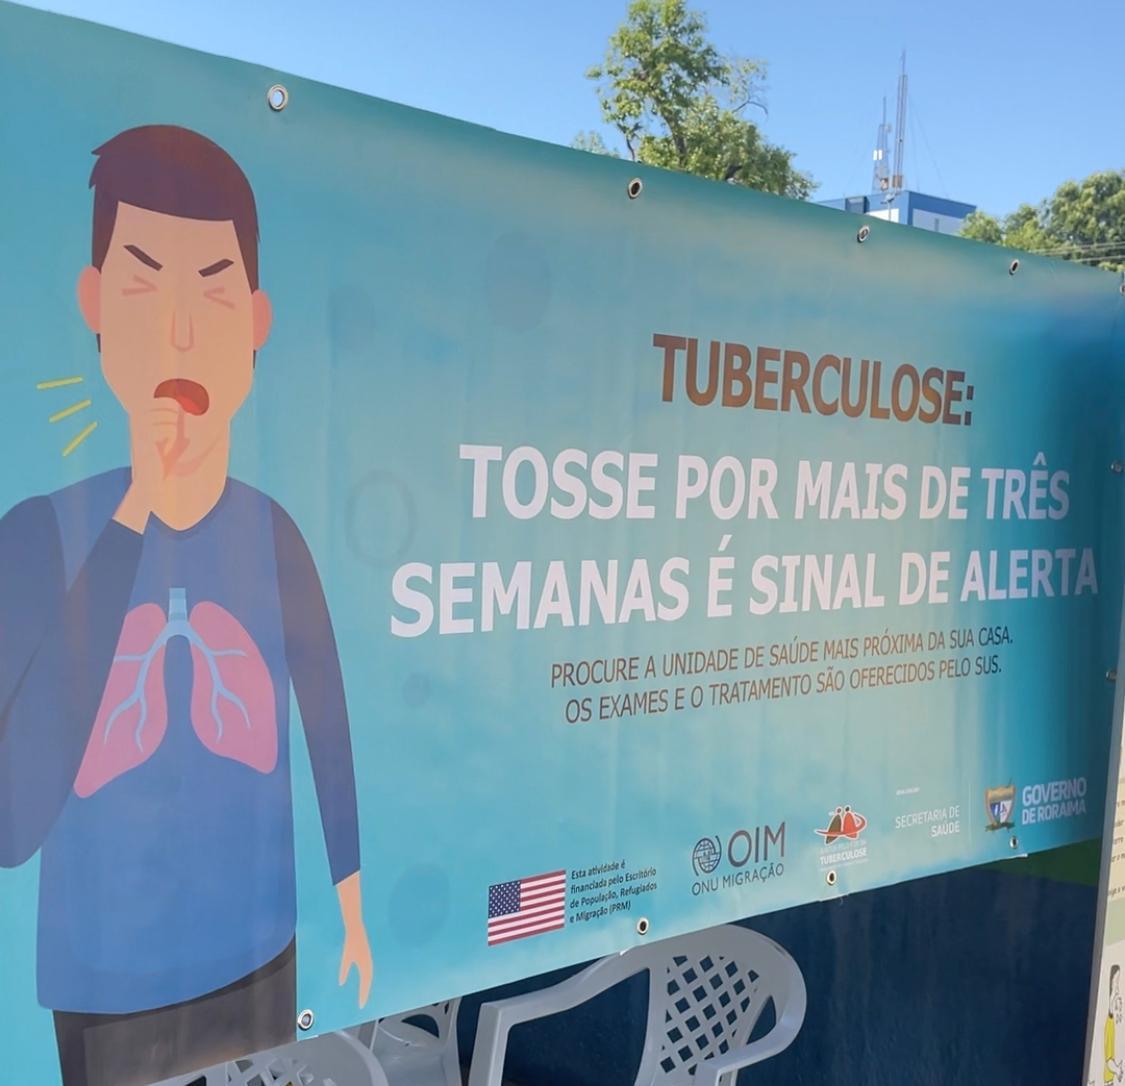 TUBERCULOSE:
TOSSE POR MAIS DE TRÊS
SEMANAS É SINAL DE ALERTA
PROCURE A UNIDADE DE SAÚDE MAIS PRÓXIMA DA SUA CASA.
OS EXAMES E O TRATAMENTO SÃO OFERECIDOS PELO SUS.
Esta atividade é
financiada pelo Escritório
de População, Refugiados
e Migração (PRM)
OIM
ONU MIGRAÇÃO
TUBERCULOSE
SECRETARIA DE
SAÚDE
GOVERNO
DE RORAIMA